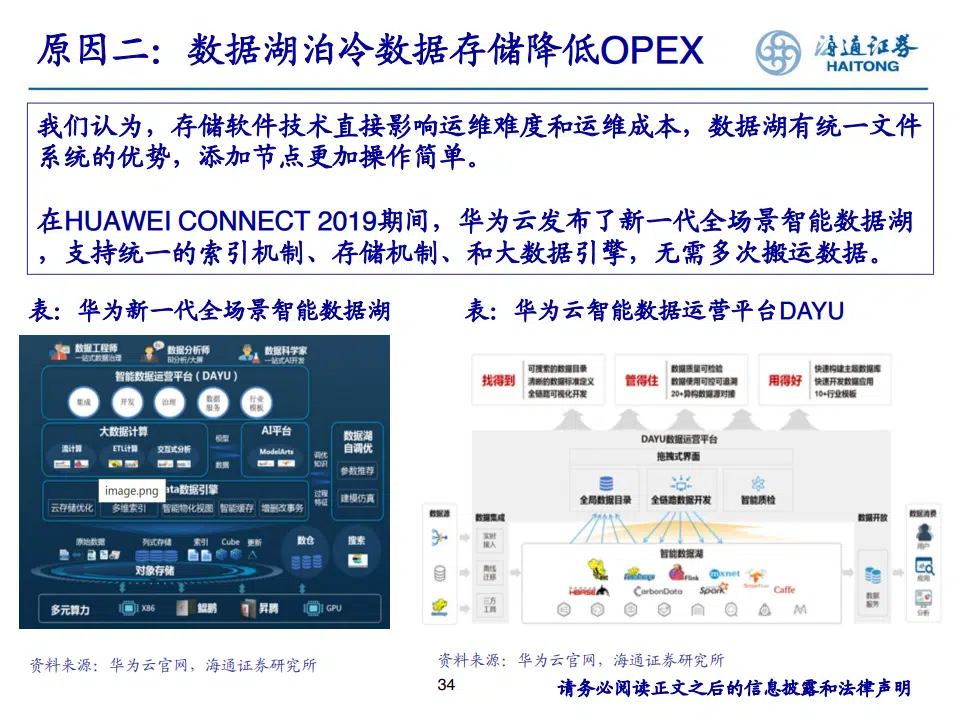 原因二：数据湖泊冷数据存储降低OPEX
海通证券
HAITONG
我们认为，存储软件技术直接影响运维难度和运维成本，数据湖有统一文件
系统的优势，添加节点更加操作简单。
在HUAWEI CONNECT 2019期间，华为云发布了新一代全场景智能数据湖
，支持统一的索引机制、存储机制、和大数据引擎，无需多次搬运数据。
表：华为新一代全场景智能数据湖
数据工程师
一站式数据治理
数据分析师
BI分析/大屏
数据科学家
一站式AI开发
智能数据运营平台（DAYU）
集成
开发
治理
数据
服务
行业
模板
大数据计算
流计算
ETL计算
交互式分析
模型
数据
AI平台
ModelArts
调优
知识
过程
特征
数据湖
自调优
参数推荐
建模仿真
ata数据引擎
image.png
云存储优化
多维索引
智能物化视图
智能缓存
增删改事务
原始数据
列式存储
索引
Cube
更新
对象存储
数仓
搜索
多元算力
X86
鲲鹏
昇腾
GPU
表：华为云智能数据运营平台DAYU
找得到
可搜索的数据目录
清晰的数据标准定义
全链路可视化开发
管得住
数据质量可检验
数据使用可控可追溯
20+异构数据源对接
用得好
快速构建主题数据库
快速开发数据应用
10+行业模板
DAYU数据运营平台
拖拽式界面
全局数据目录
全链路数据开发
智能质检
数据源
数据集成
实时
接入
离线
迁移
三方
工具
智能数据湖
Hadoop
Flink
mxnet
TensorFlow
HBASE
CarbonData
Spark
Caffe
数据开放
数据
服务
数据消费
用户
应用
分析
资料来源：华为云官网，海通证券研究所
资料来源：华为云官网，海通证券研究所
34
请务必阅读正文之后的信息披露和法律声明